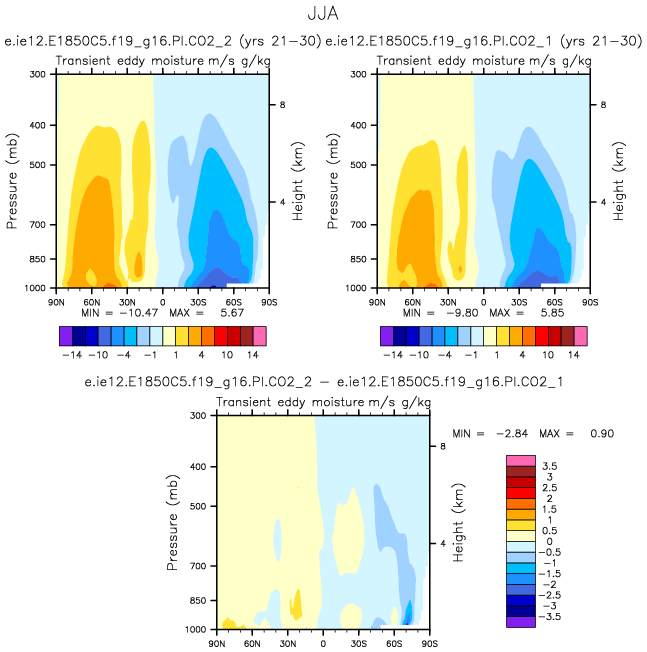 JJA
e.ie12.E1850C5.f19_g16.PI.CO2_2 (yrs 21-30) e.ie12.E1850C5.f19_g16.PI.CO2_1 (yrs 21-30)
Transient eddy moisture m/s g/kg Transient eddy moisture m/s g/kg
300 300
8 8
400 400
Pressure (mb) Height (km) Pressure (mb) Height (km)
500 500
4 4
700 700
850 850
1000 1000
90N 60N 30N 0 30S 60S 90S 90N 60N 30N 0 30S 60S 90S
MIN = -10.47 MAX = 5.67 MIN = -9.80 MAX = 5.85
-14 -10 -4 -1 1 4 10 14 -14 -10 -4 -1 1 4 10 14
e.ie12.E1850C5.f19_g16.PI.CO2_2 - e.ie12.E1850C5.f19_g16.PI.CO2_1
Transient eddy moisture m/s g/kg
300
8
400
Pressure (mb) Height (km)
500
4
700
850
1000
90N 60N 30N 0 30S 60S 90S
MIN = -2.84 MAX = 0.90
3.5
3
2.5
2
1.5
1
0.5
0
-0.5
-1
-1.5
-2
-2.5
-3
-3.5